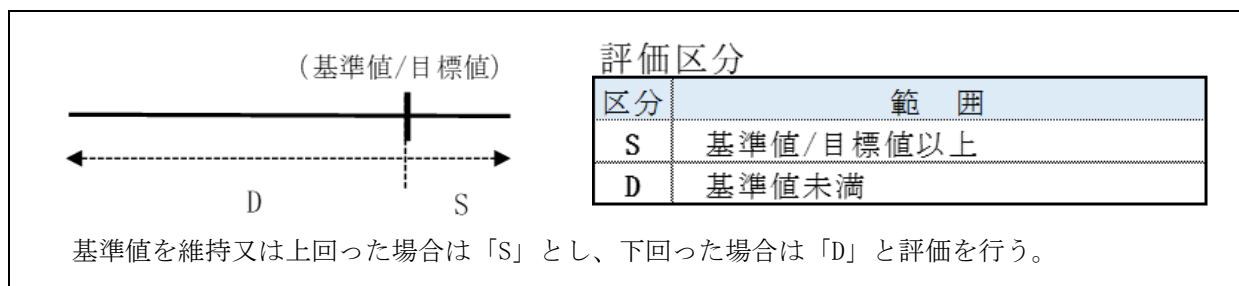 (基準値/目標値)
D
S
評価区分
区分 範 囲
S 基準値/目標値以上
D 基準値未満
基準値を維持又は上回った場合は「S」とし、下回った場合は「D」と評価を行う。